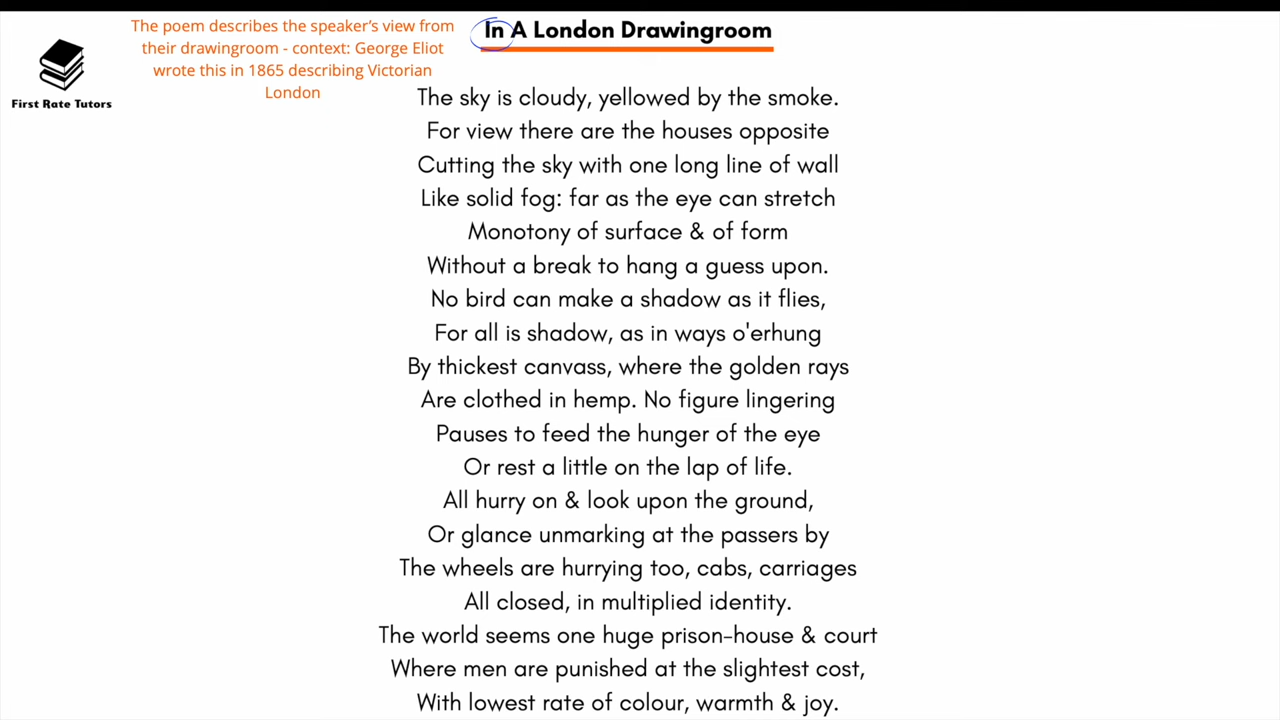 The poem describes the speaker's view from
their drawingroom - context: George Eliot
wrote this in 1865 describing Victorian
London
First Rate Tutors
In A London Drawingroom
The sky is cloudy, yellowed by the smoke.
For view there are the houses opposite
Cutting the sky with one long line of wall
Like solid fog: far as the eye can stretch
Monotony of surface & of form
Without a break to hang a guess upon.
No bird can make a shadow as it flies,
For all is shadow, as in ways o'erhung
By thickest canvass, where the golden rays
Are clothed in hemp. No figure lingering
Pauses to feed the hunger of the eye
Or rest a little on the lap of life.
All hurry on & look upon the ground,
Or glance unmarking at the passers by
The wheels are hurrying too, cabs, carriages
All closed, in multiplied identity.
The world seems one huge prison-house & court
Where men are punished at the slightest cost,
With lowest rate of colour, warmth & joy.